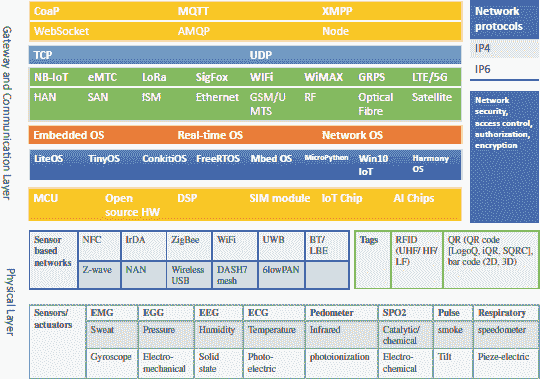 Gateway and Communication Layer
CoaP MQTT XMPP
WebSocket AMQP Node
TCP UDP
NB-IoT eMTC LoRa SigFox WiFi WiMAX GRPS LTE/5G
HAN SAN ISM Ethernet GSM/U MTS RF Optical Fibre Satellite
Embedded OS Real-time OS Network OS
LiteOS TinyOS ConkitiOS FreeRTOS Mbed OS MicroPython Win10 IoT Harmony OS
MCU Open source HW DSP SIM module IoT Chip AI Chips
Network protocols
IP4
IP6
Network security, access control, authorization, encryption
Physical Layer
Sensor based networks
NFC IrDA ZigBee WiFi UWB BT/ LBE
Z-wave NAN Wireless USB DASH7 mesh 6lowPAN
Tags
RFID (UHF/ HF/ LF)
QR (QR code [LogoQ, iQR, SQRC], bar code (2D, 3D)
Sensors/ actuators
EMG EGG EEG ECG Pedometer SPO2 Pulse Respiratory
Sweat Pressure Humidity Temperature Infrared Catalytic/ chemical smoke speedometer
Gyroscope Electro-mechanical Solid state Photo-electric photoionization Electro-chemical Tilt Pieze-electric